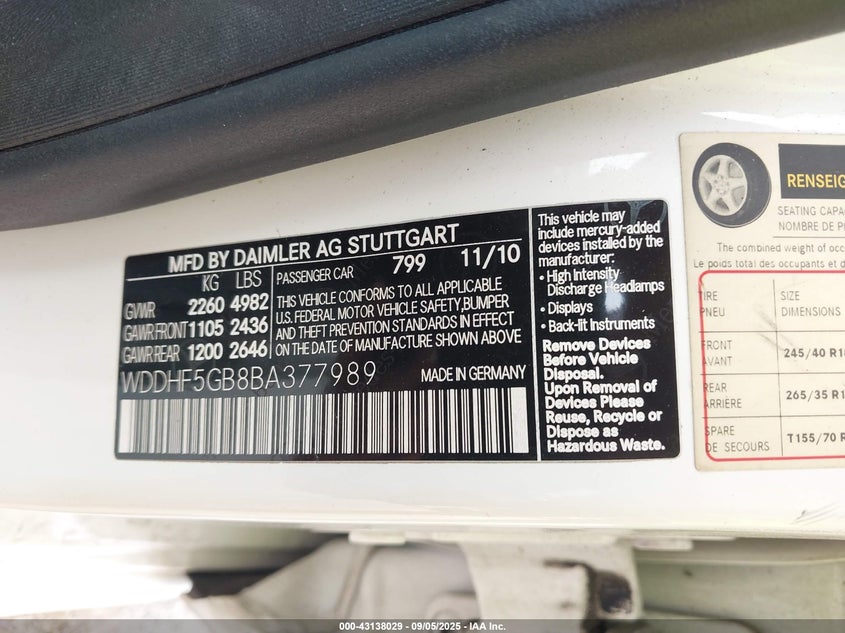 MFD BY DAIMLER AG STUTTGART
KG LBS
GVWR 2260 4982
GAWR FRONT 1105 2436
GAWR REAR 1200 2646
PASSENGER CAR 799 11/10
THIS VEHICLE CONFORMS TO ALL APPLICABLE
U.S. FEDERAL MOTOR VEHICLE SAFETY, BUMPER
AND THEFT PREVENTION STANDARDS IN EFFECT
ON THE DATE OF MANUFACTURE SHOWN ABOVE
WDDHF5GB8BA377989
MADE IN GERMANY
This vehicle may
include mercury-added
devices installed by the
manufacturer:
• High Intensity
Discharge Headlamps
• Displays
• Back-lit Instruments
Remove Devices
Before Vehicle
Disposal.
Upon Removal of
Devices Please
Reuse, Recycle or
Dispose as
Hazardous Waste.
RENSEIG
SEATING CAPA
NOMBRE DE P
The combined weight of occ
Le poids total des occupants et d
TIRE SIZE
PNEU DIMENSIONS
FRONT
AVANT
245/40 R1
REAR
ARRIÈRE
265/35 R1
SPARE
DE SECOURS
T155/70 R
000-43138029 - 09/05/2025 - IAA Inc.